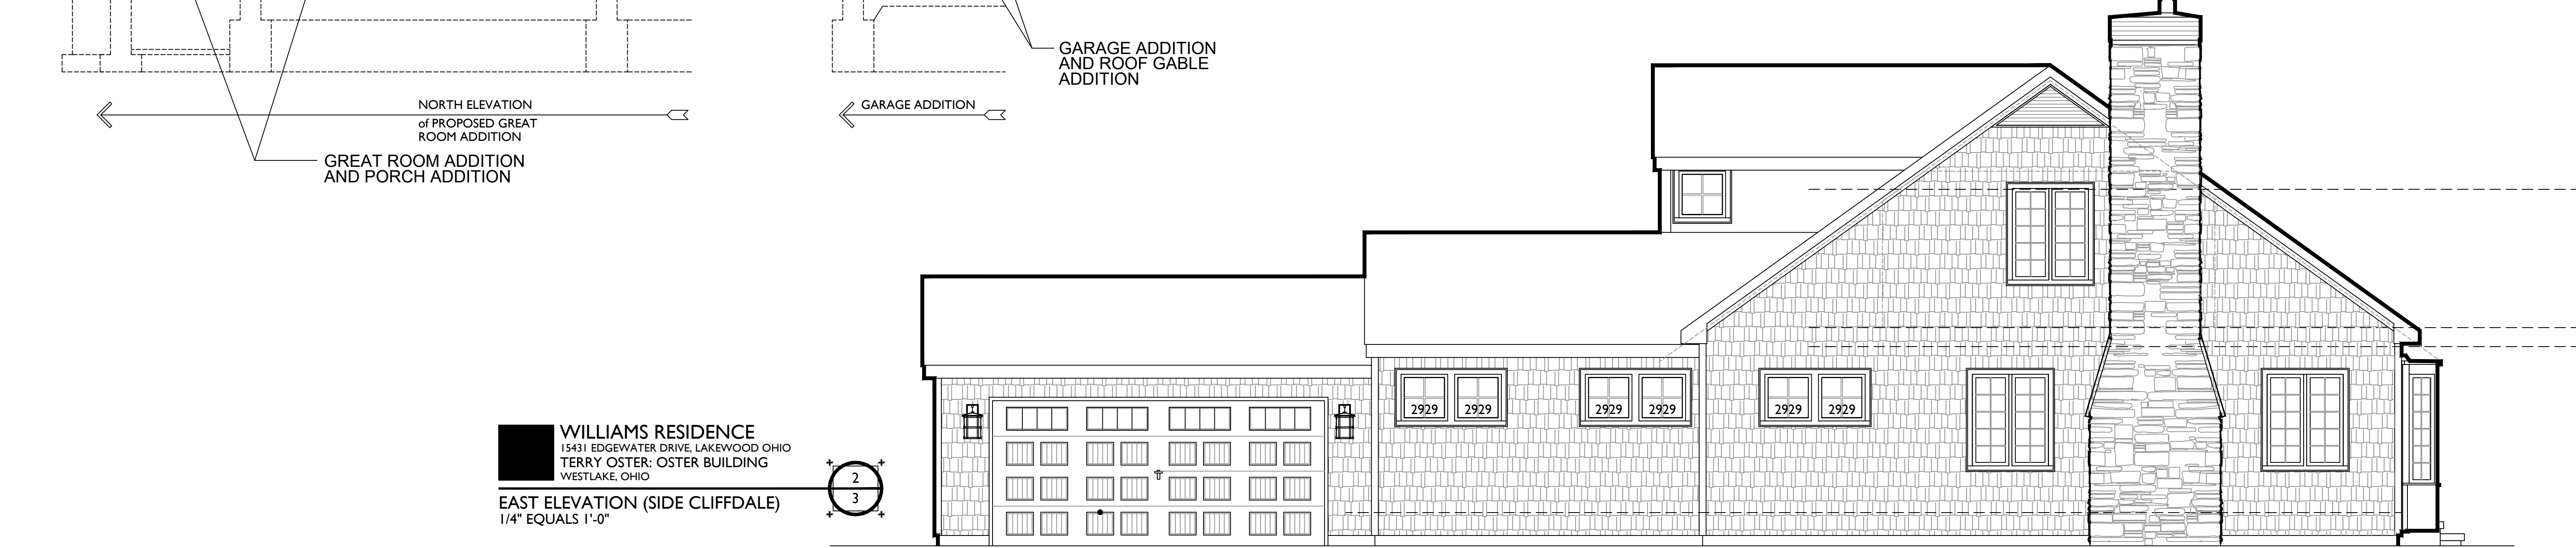 GARAGE ADDITION
AND ROOF GABLE
ADDITION
NORTH ELEVATION
of PROPOSED GREAT
ROOM ADDITION
GARAGE ADDITION
GREAT ROOM ADDITION
AND PORCH ADDITION
2929 2929 2929 2929 2929 2929
WILLIAMS RESIDENCE
15431 EDGEWATER DRIVE, LAKEWOOD OHIO
TERRY OSTER: OSTER BUILDING
WESTLAKE, OHIO
2
3
EAST ELEVATION (SIDE CLIFFDALE)
1/4" EQUALS 1'-0"